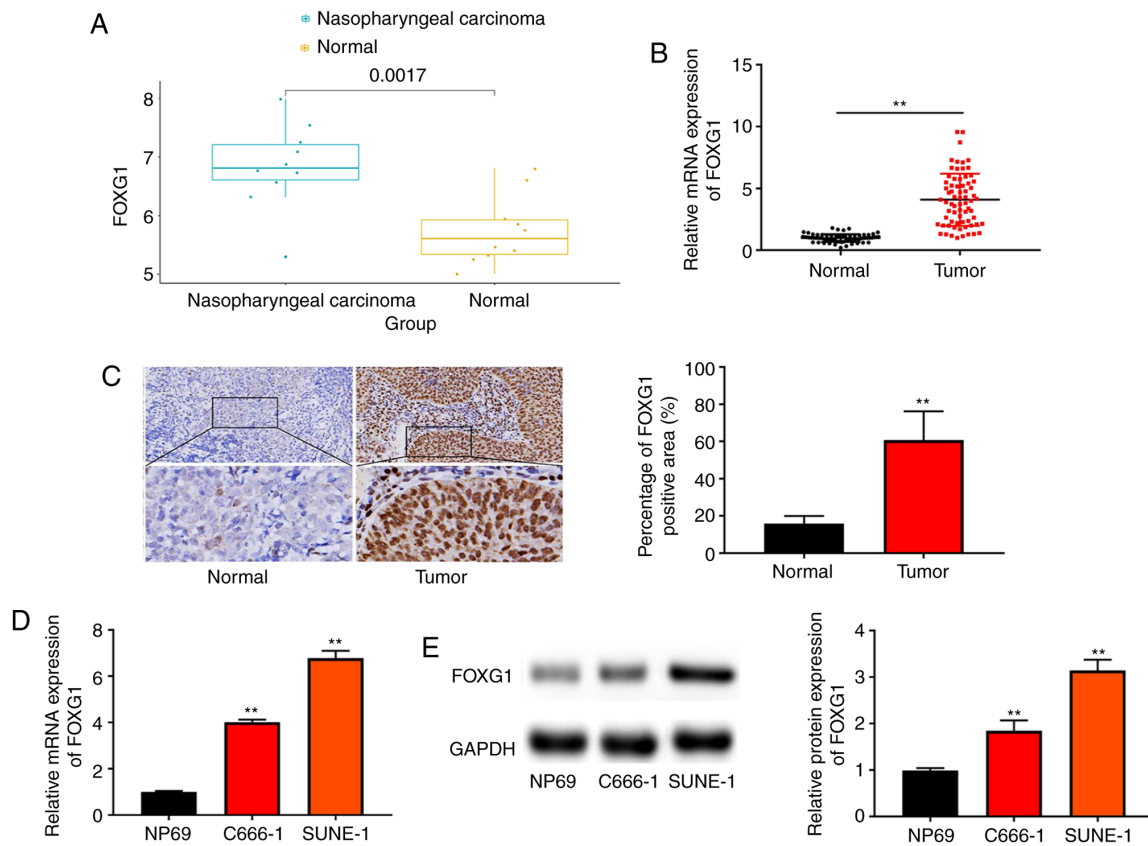 A
Nasopharyngeal carcinoma
Normal
0.0017
FOXG1
8
7
6
5
Nasopharyngeal carcinoma
Normal
Group
B
Relative mRNA expression
of FOXG1
15
10
5
0
**
Normal
Tumor
C
Normal
Tumor
Percentage of FOXG1
positive area (%)
100
80
60
40
20
0
**
Normal
Tumor
D
Relative mRNA expression
of FOXG1
8
6
4
2
0
**
**
NP69
C666-1
SUNE-1
E
FOXG1
GAPDH
NP69
C666-1
SUNE-1
Relative protein expression
of FOXG1
4
3
2
1
0
**
**
NP69
C666-1
SUNE-1